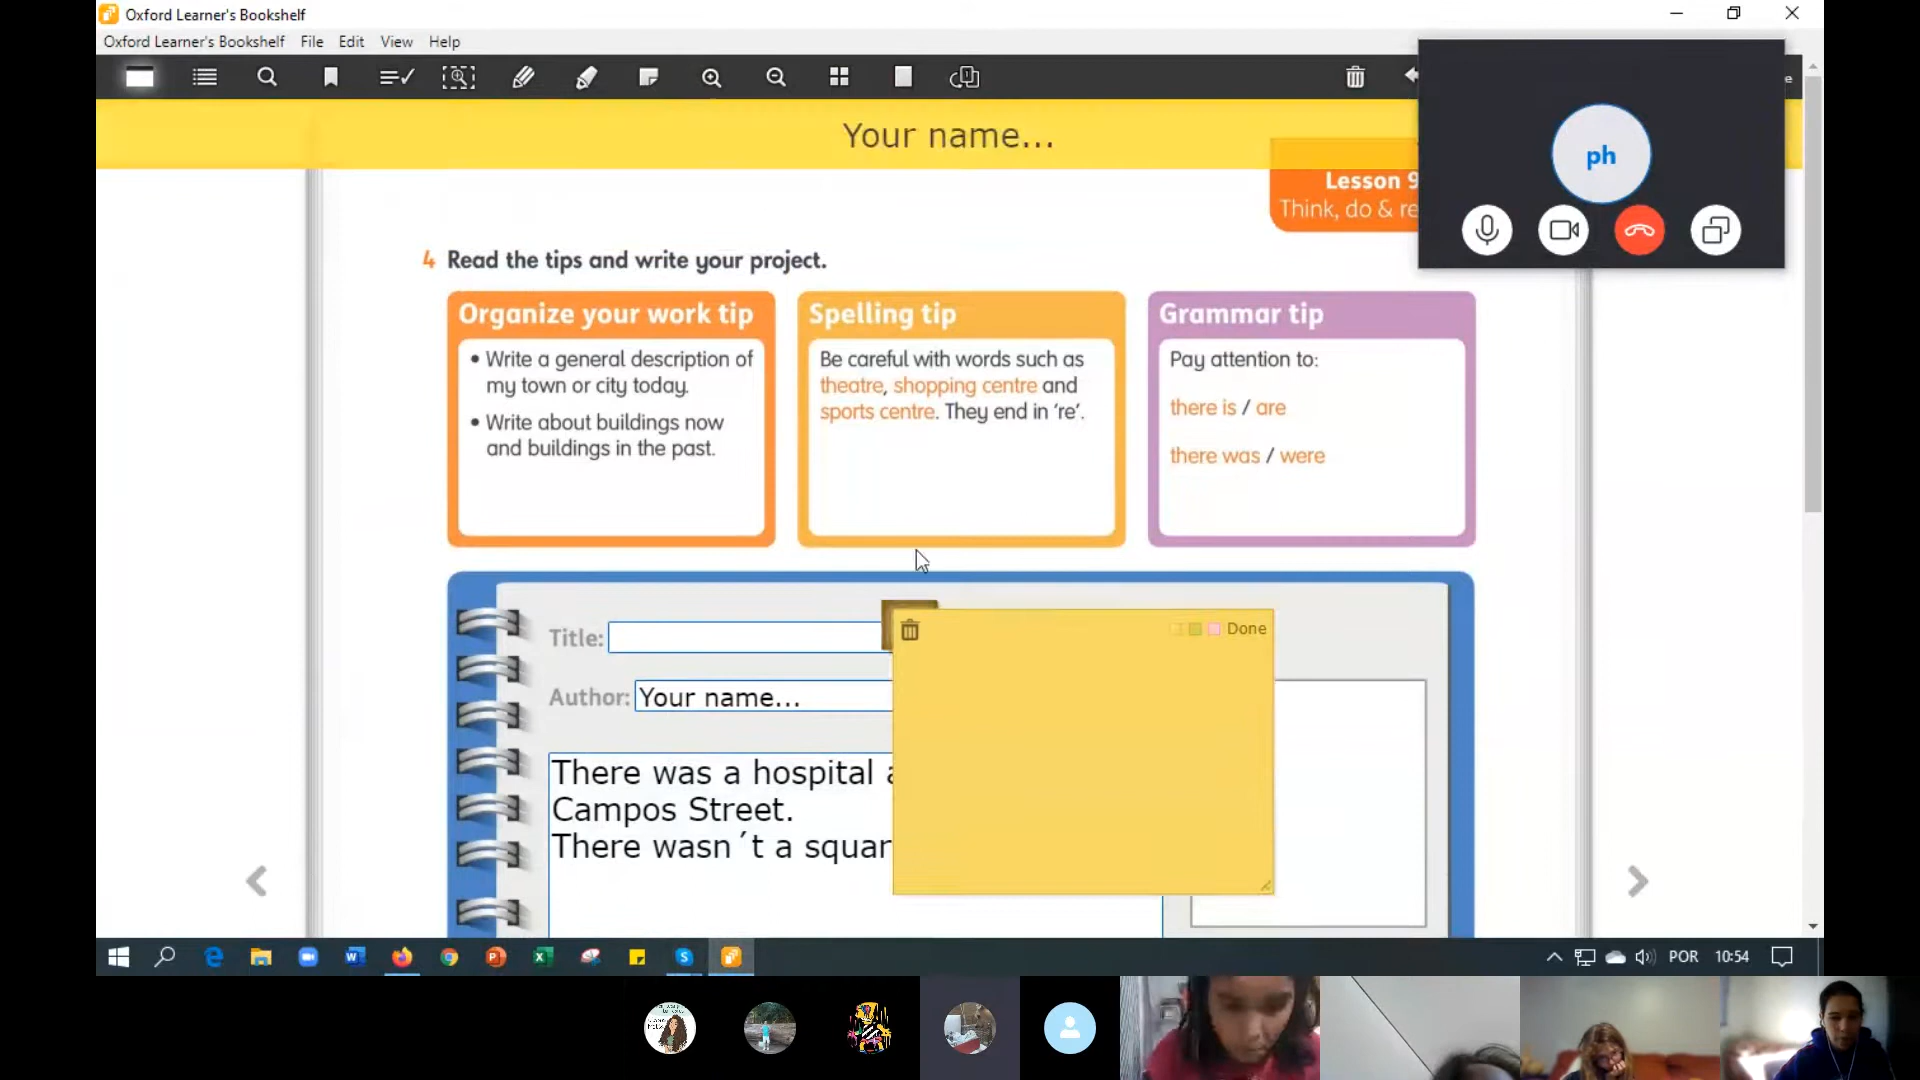 Oxford Learner's Bookshelf
Oxford Learner's Bookshelf File Edit View Help
Your name...
Lesson 9
Think, do & re
ph
4 Read the tips and write your project.
Organize your work tip
• Write a general description of
my town or city today.
• Write about buildings now
and buildings in the past.
Spelling tip
Be careful with words such as
theatre, shopping centre and
sports centre. They end in ‘re’.
Grammar tip
Pay attention to:
there is / are
there was / were
Title:
Done
Author: Your name...
There was a hospital
Campos Street.
There wasn´t a squar
POR 10:54